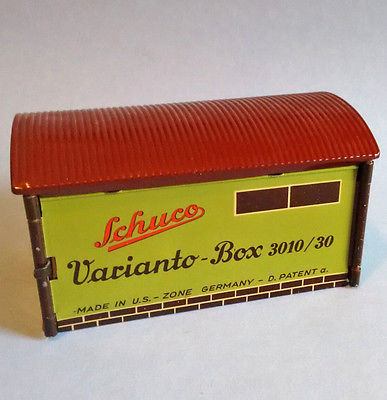 Schuco
Varianto-Box 3010/30
-MADE IN U.S.-ZONE GERMANY - D. PATENT a.